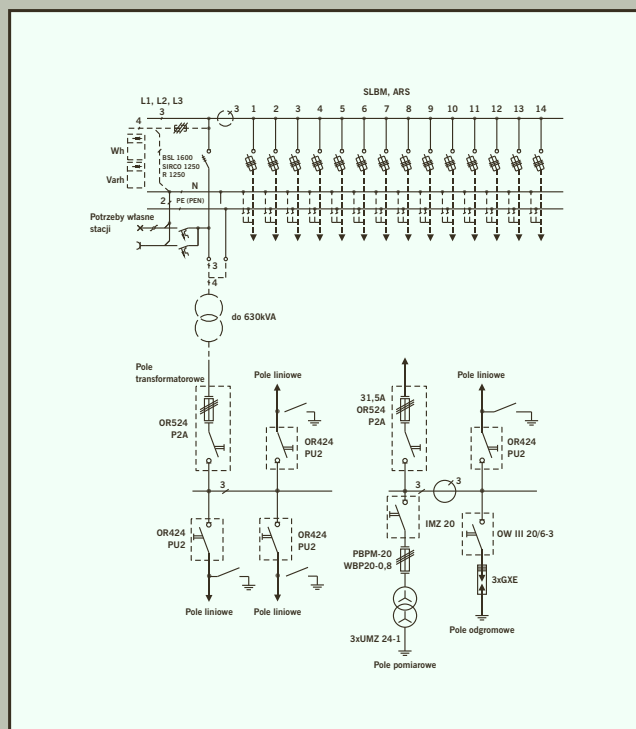 SLBM, ARS
L1, L2, L3
3
3 1 2 3 4 5 6 7 8 9 10 11 12 13 14
4
Wh
BSL 1600
SIRCO 1250
R 1250
Varh
N
2 PE (PEN)
Potrzeby własne
stacji
3
4
do 630kVA
Pole
transformatorowe
Pole liniowe
Pole liniowe
31,5A
OR524
P2A
OR524
P2A
OR424
PU2
OR424
PU2
3
3
3
IMZ 20
OR424
PU2
OR424
PU2
OW III 20/6-3
PBPM-20
WBP20-0,8
3xGXE
Pole liniowe
Pole liniowe
Pole odgromowe
3xUMZ 24-1
Pole pomiarowe